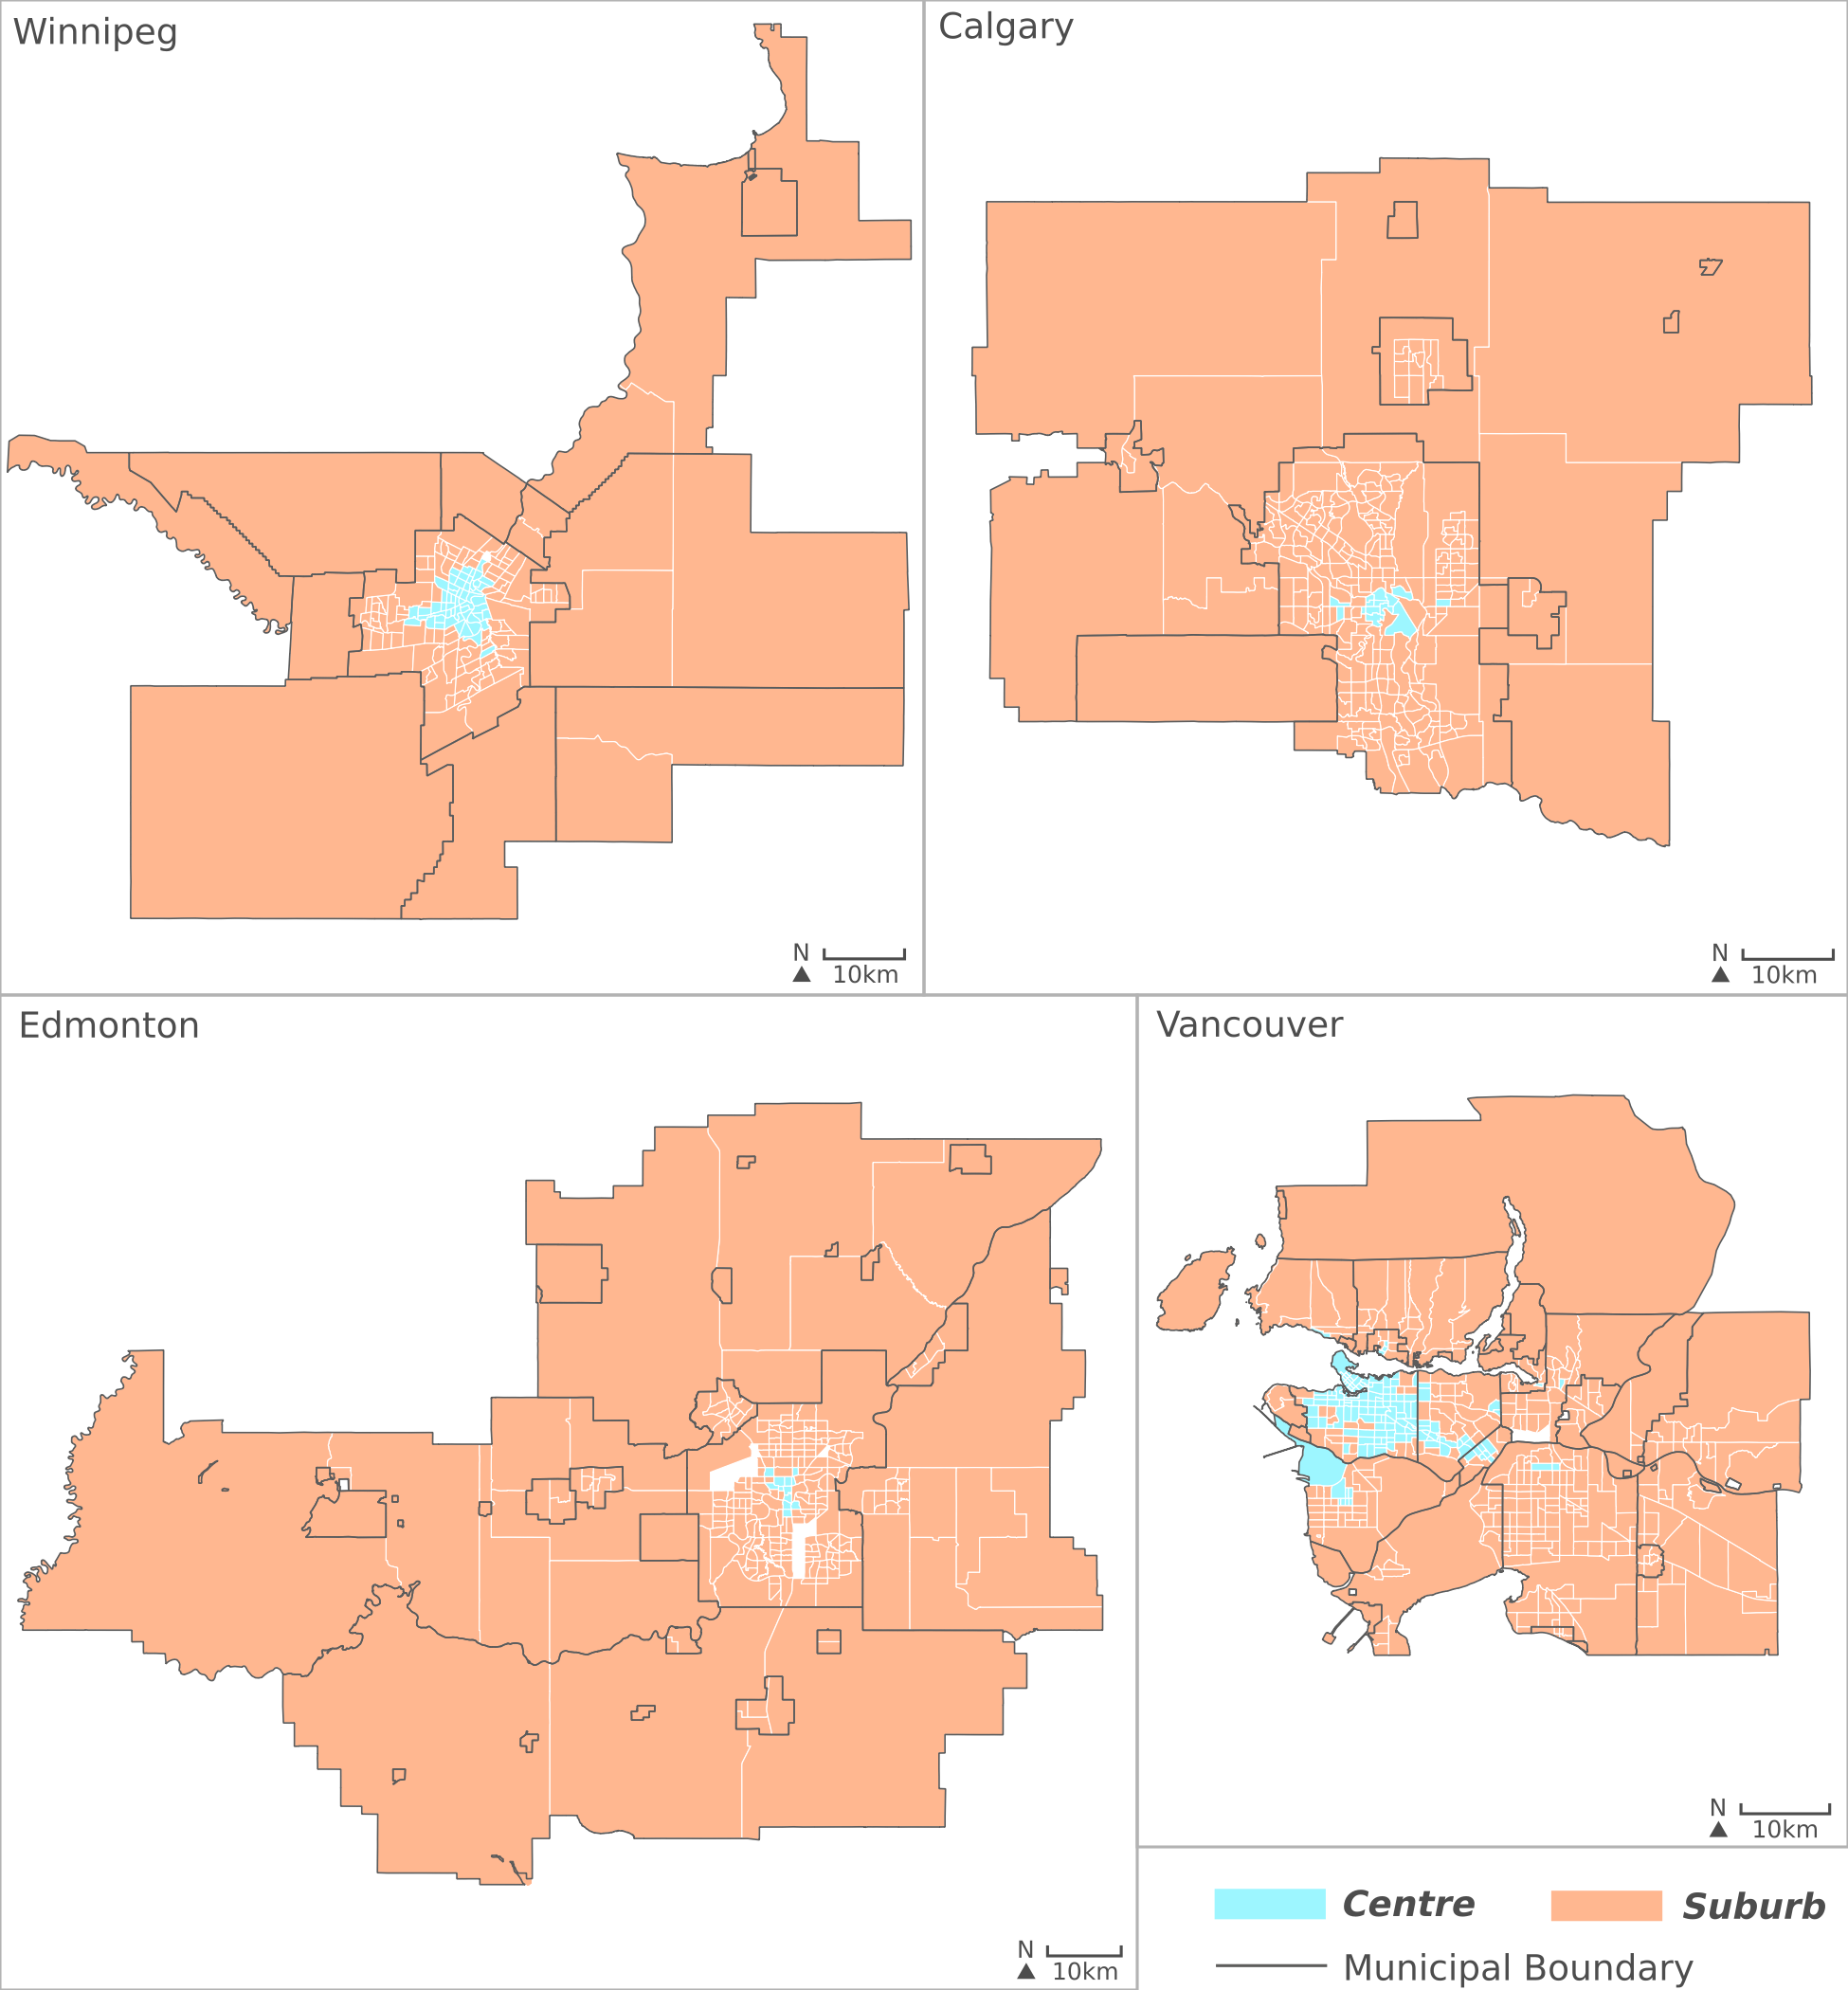 Winnipeg
N
10km
Calgary
N
10km
Edmonton
N
10km
Vancouver
N
10km
Centre
Suburb
Municipal Boundary